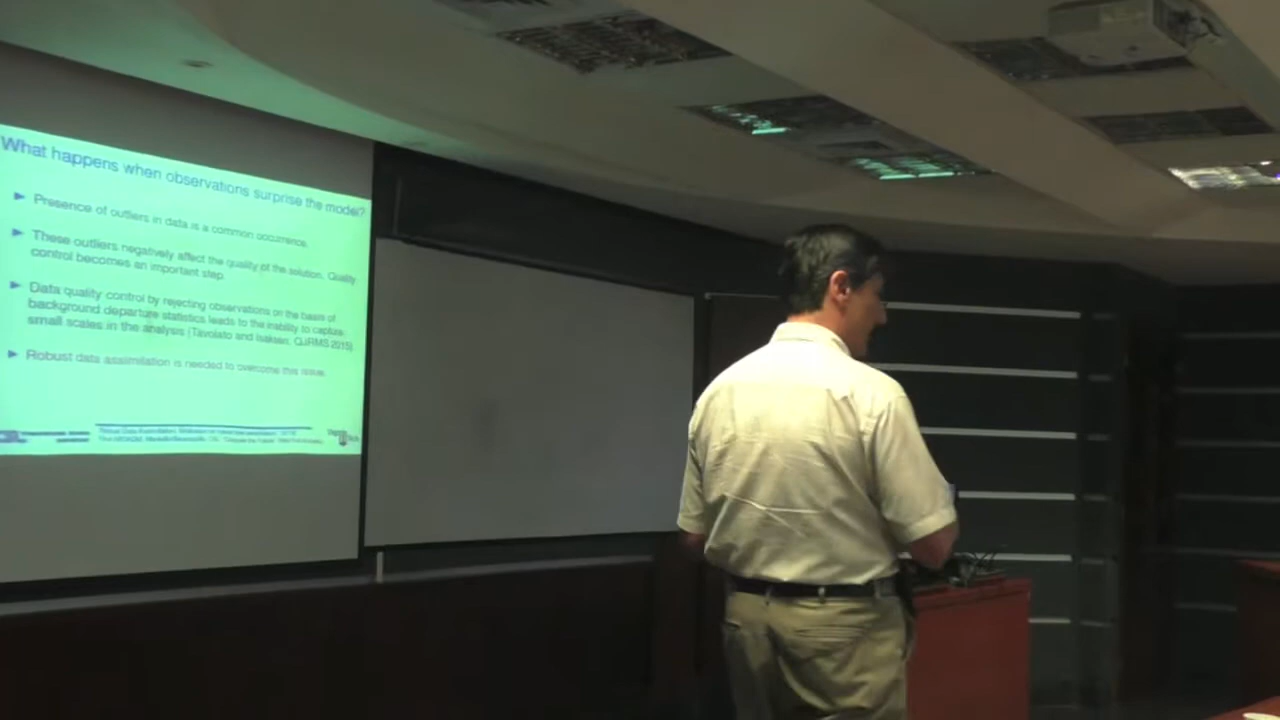 What happens when observations surprise the model?
► Presence of outliers in data is a common occurrence.
► These outliers negatively affect the quality of the solution. Quality
control becomes an important step.
► Data quality control by rejecting observations on the basis of
background departure statistics leads to the inability to capture
small scales in the analysis (Tavolato and Isaksen, QJRMS 2015).
► Robust data assimilation is needed to overcome this issue.